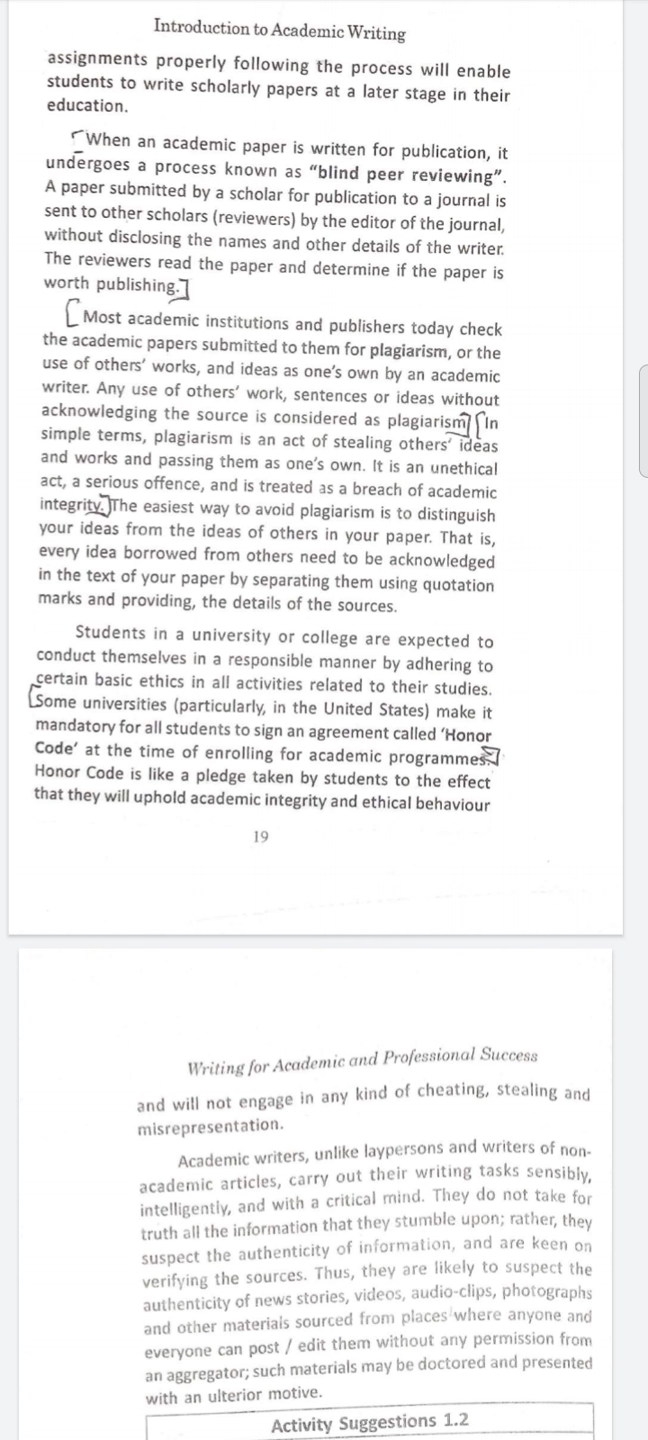 Introduction to Academic Writing
assignments properly following the process will enable
students to write scholarly papers at a later stage in their
education.
When an academic paper is written for publication, it
undergoes a process known as “blind peer reviewing”.
A paper submitted by a scholar for publication to a journal is
sent to other scholars (reviewers) by the editor of the journal,
without disclosing the names and other details of the writer.
The reviewers read the paper and determine if the paper is
worth publishing.
Most academic institutions and publishers today check
the academic papers submitted to them for plagiarism, or the
use of others’ works, and ideas as one’s own by an academic
writer. Any use of others’ work, sentences or ideas without
acknowledging the source is considered as plagiarism. In
simple terms, plagiarism is an act of stealing others’ ideas
and works and passing them as one’s own. It is an unethical
act, a serious offence, and is treated as a breach of academic
integrity. The easiest way to avoid plagiarism is to distinguish
your ideas from the ideas of others in your paper. That is,
every idea borrowed from others need to be acknowledged
in the text of your paper by separating them using quotation
marks and providing, the details of the sources.
Students in a university or college are expected to
conduct themselves in a responsible manner by adhering to
certain basic ethics in all activities related to their studies.
Some universities (particularly, in the United States) make it
mandatory for all students to sign an agreement called ‘Honor
Code’ at the time of enrolling for academic programmes.
Honor Code is like a pledge taken by students to the effect
that they will uphold academic integrity and ethical behaviour
19
Writing for Academic and Professional Success
and will not engage in any kind of cheating, stealing and
misrepresentation.
Academic writers, unlike laypersons and writers of non-
academic articles, carry out their writing tasks sensibly,
intelligently, and with a critical mind. They do not take for
truth all the information that they stumble upon; rather, they
suspect the authenticity of information, and are keen on
verifying the sources. Thus, they are likely to suspect the
authenticity of news stories, videos, audio-clips, photographs
and other materials sourced from places where anyone and
everyone can post / edit them without any permission from
an aggregator; such materials may be doctored and presented
with an ulterior motive.
Activity Suggestions 1.2